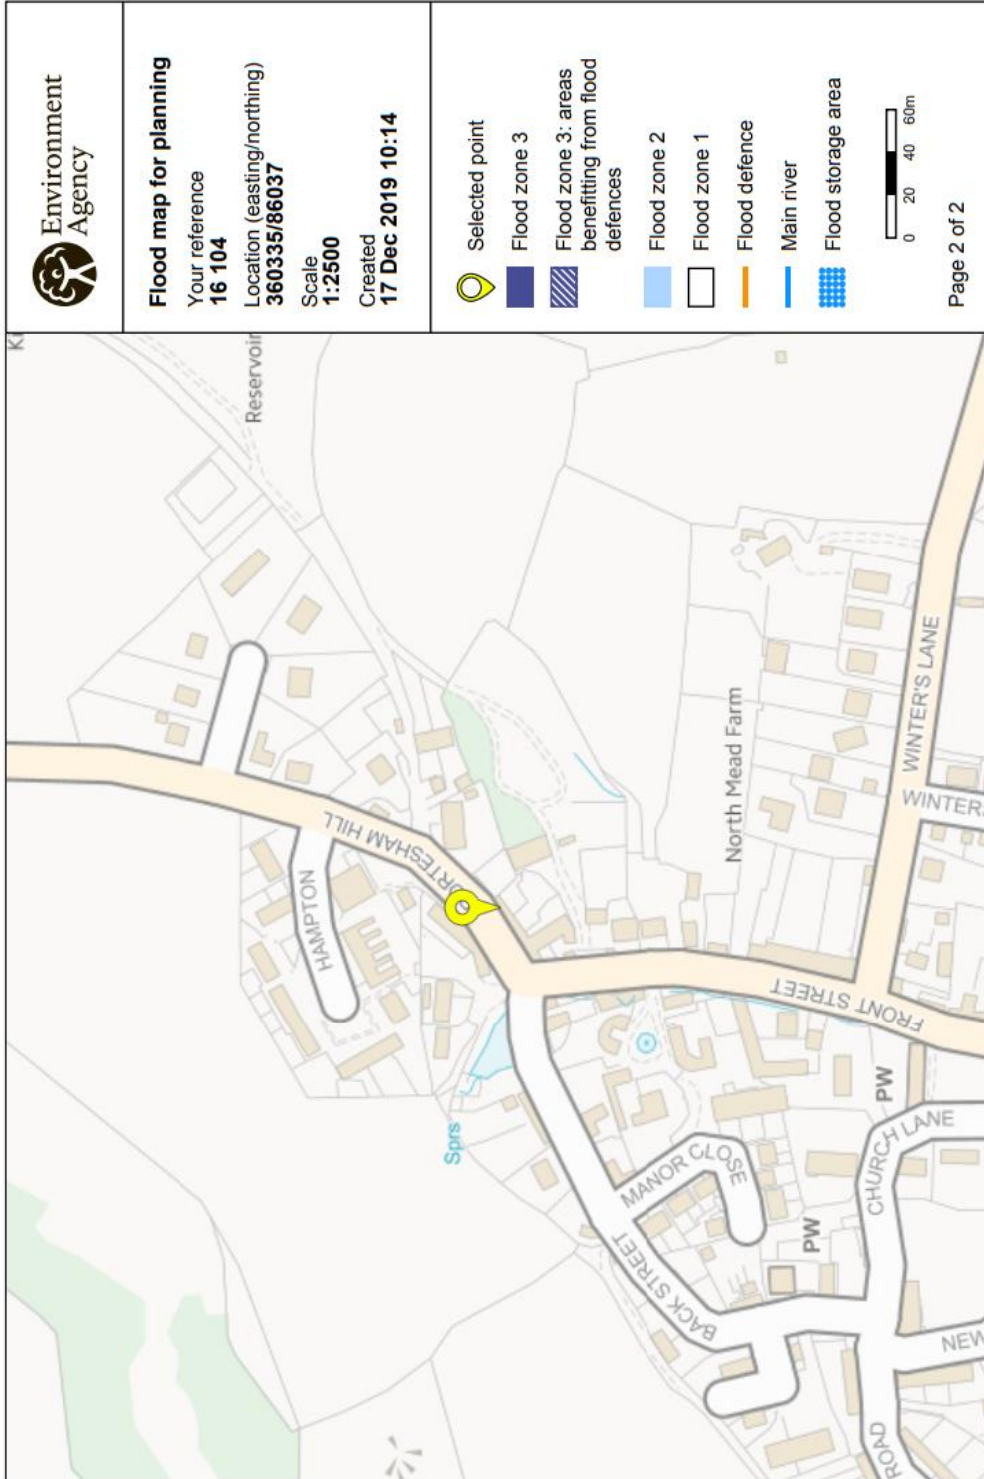 Environment
Agency
Flood map for planning
Your reference
16 104
Location (easting/northing)
360335/86037
Scale
1:2500
Created
17 Dec 2019 10:14
Selected point
Flood zone 3
Flood zone 3: areas
benefitting from flood
defences
Flood zone 2
Flood zone 1
Flood defence
Main river
Flood storage area
0 20 40 60m
Page 2 of 2
Reservoir
HAMPTON
ORTESHAM HILL
Sprs
North Mead Farm
WINTER'S LANE
WINTER
FRONT STREET
MANOR CLOSE
BACK STREET
PW
PW
CHURCH LANE
NEW
ROAD